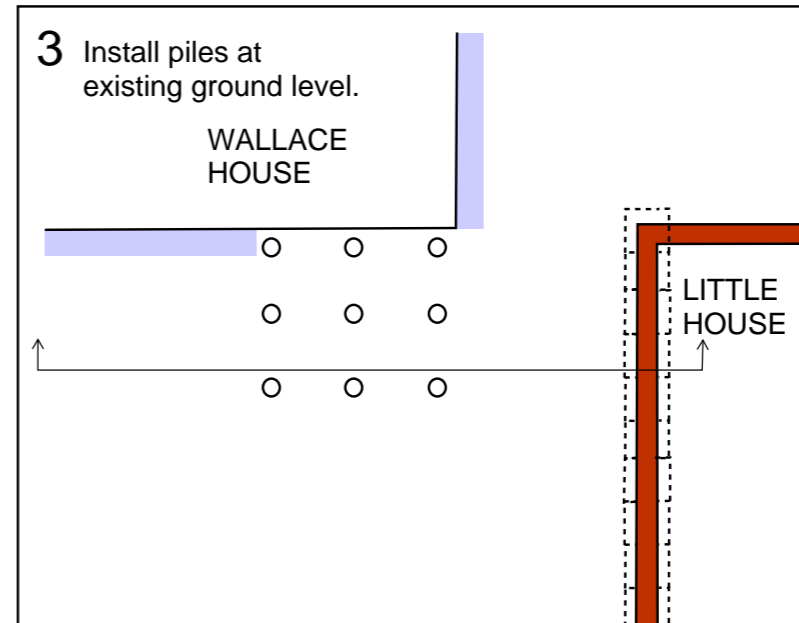 3 Install piles at
existing ground level.
WALLACE
HOUSE
LITTLE
HOUSE